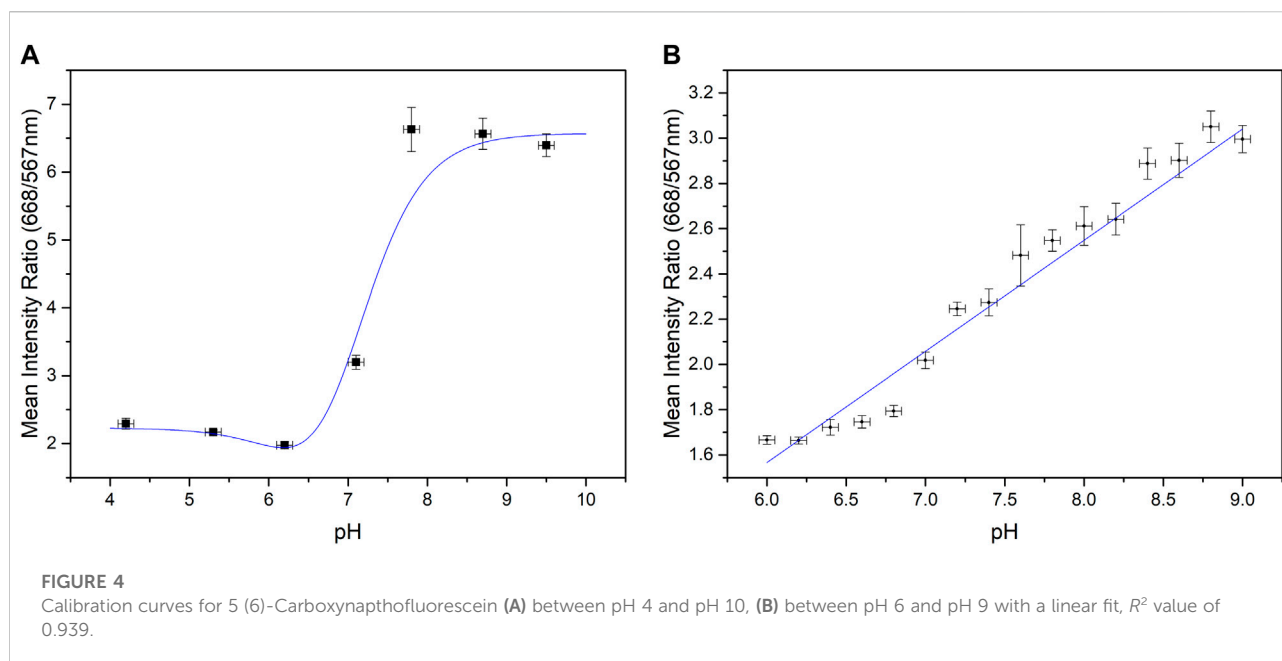 A
B
Mean Intensity Ratio (668/567nm)
7
6
5
4
3
2
4 5 6 7 8 9 10
pH
Mean Intensity Ratio (668/567nm)
3.2
3.0
2.8
2.6
2.4
2.2
2.0
1.8
1.6
6.0 6.5 7.0 7.5 8.0 8.5 9.0
pH
FIGURE 4
Calibration curves for 5 (6)-Carboxynapthofluorescein (A) between pH 4 and pH 10, (B) between pH 6 and pH 9 with a linear fit, R² value of
0.939.